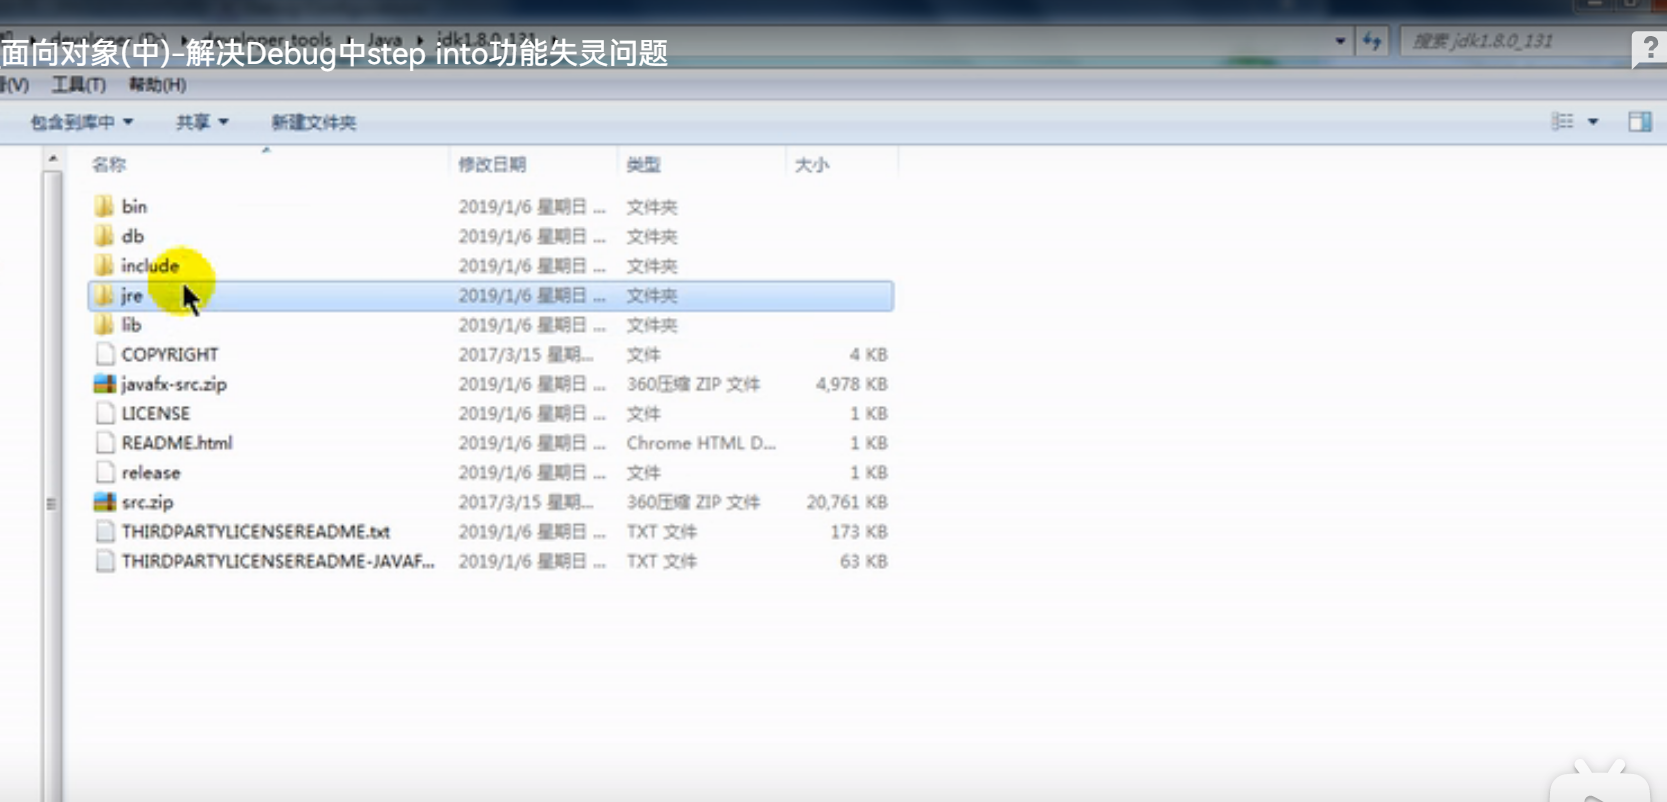 面向对象(中)-解决Debug中step into功能失灵问题
developer (D:) developer_tools Java jdk1.8.0_131
搜索 jdk1.8.0_131
(V) 工具(T) 帮助(H)
包含到库中 共享 新建文件夹
名称 修改日期 类型 大小
bin 2019/1/6 星期日 ... 文件夹
db 2019/1/6 星期日 ... 文件夹
include 2019/1/6 星期日 ... 文件夹
jre 2019/1/6 星期日 ... 文件夹
lib 2019/1/6 星期日 ... 文件夹
COPYRIGHT 2017/3/15 星期... 文件 4 KB
javafx-src.zip 2019/1/6 星期日 ... 360压缩 ZIP 文件 4,978 KB
LICENSE 2019/1/6 星期日 ... 文件 1 KB
README.html 2019/1/6 星期日 ... Chrome HTML D... 1 KB
release 2019/1/6 星期日 ... 文件 1 KB
src.zip 2017/3/15 星期... 360压缩 ZIP 文件 20,761 KB
THIRDPARTYLICENSEREADME.txt 2019/1/6 星期日 ... TXT 文件 173 KB
THIRDPARTYLICENSEREADME-JAVAF... 2019/1/6 星期日 ... TXT 文件 63 KB